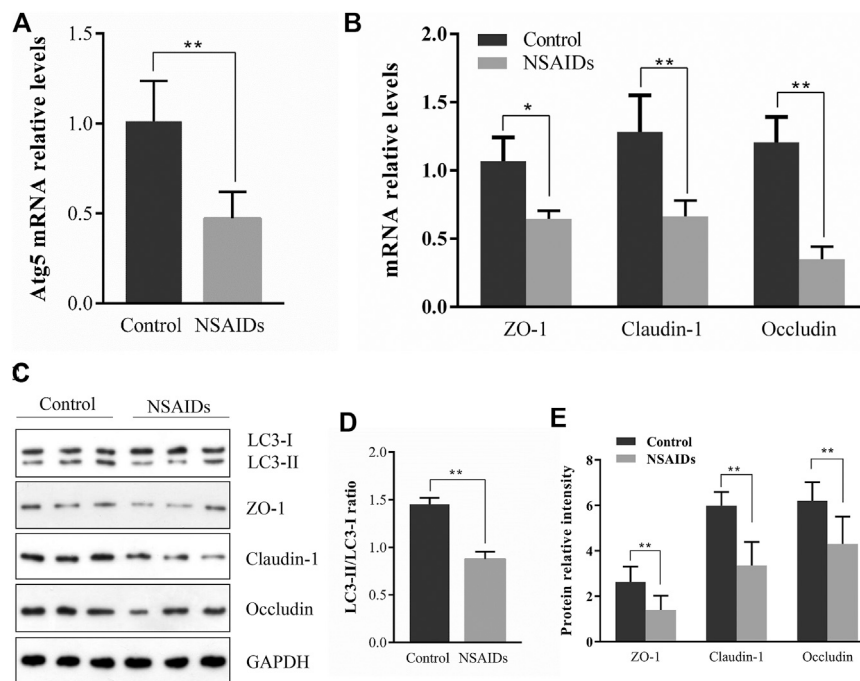 A
Atg5 mRNA relative levels
1.5
1.0
0.5
0.0
**
Control NSAIDs
B
mRNA relative levels
2.0
1.5
1.0
0.5
0.0
Control
NSAIDs
*
**
**
ZO-1 Claudin-1 Occludin
C
Control NSAIDs
LC3-I
LC3-II
ZO-1
Claudin-1
Occludin
GAPDH
D
LC3-II/LC3-I ratio
2.0
1.5
1.0
0.5
0.0
**
Control NSAIDs
E
Protein relative intensity
8
6
4
2
0
Control
NSAIDs
**
**
**
ZO-1 Claudin-1 Occludin